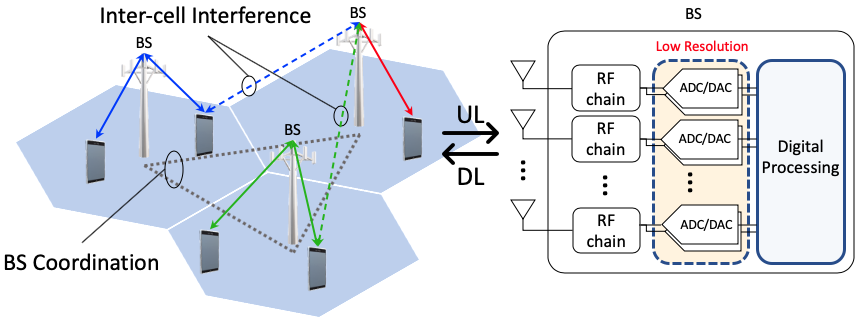 Inter-cell Interference
BS
BS
BS
BS Coordination
UL
DL
BS
Low Resolution
RF
chain
ADC/DAC
RF
chain
ADC/DAC
RF
chain
ADC/DAC
Digital
Processing